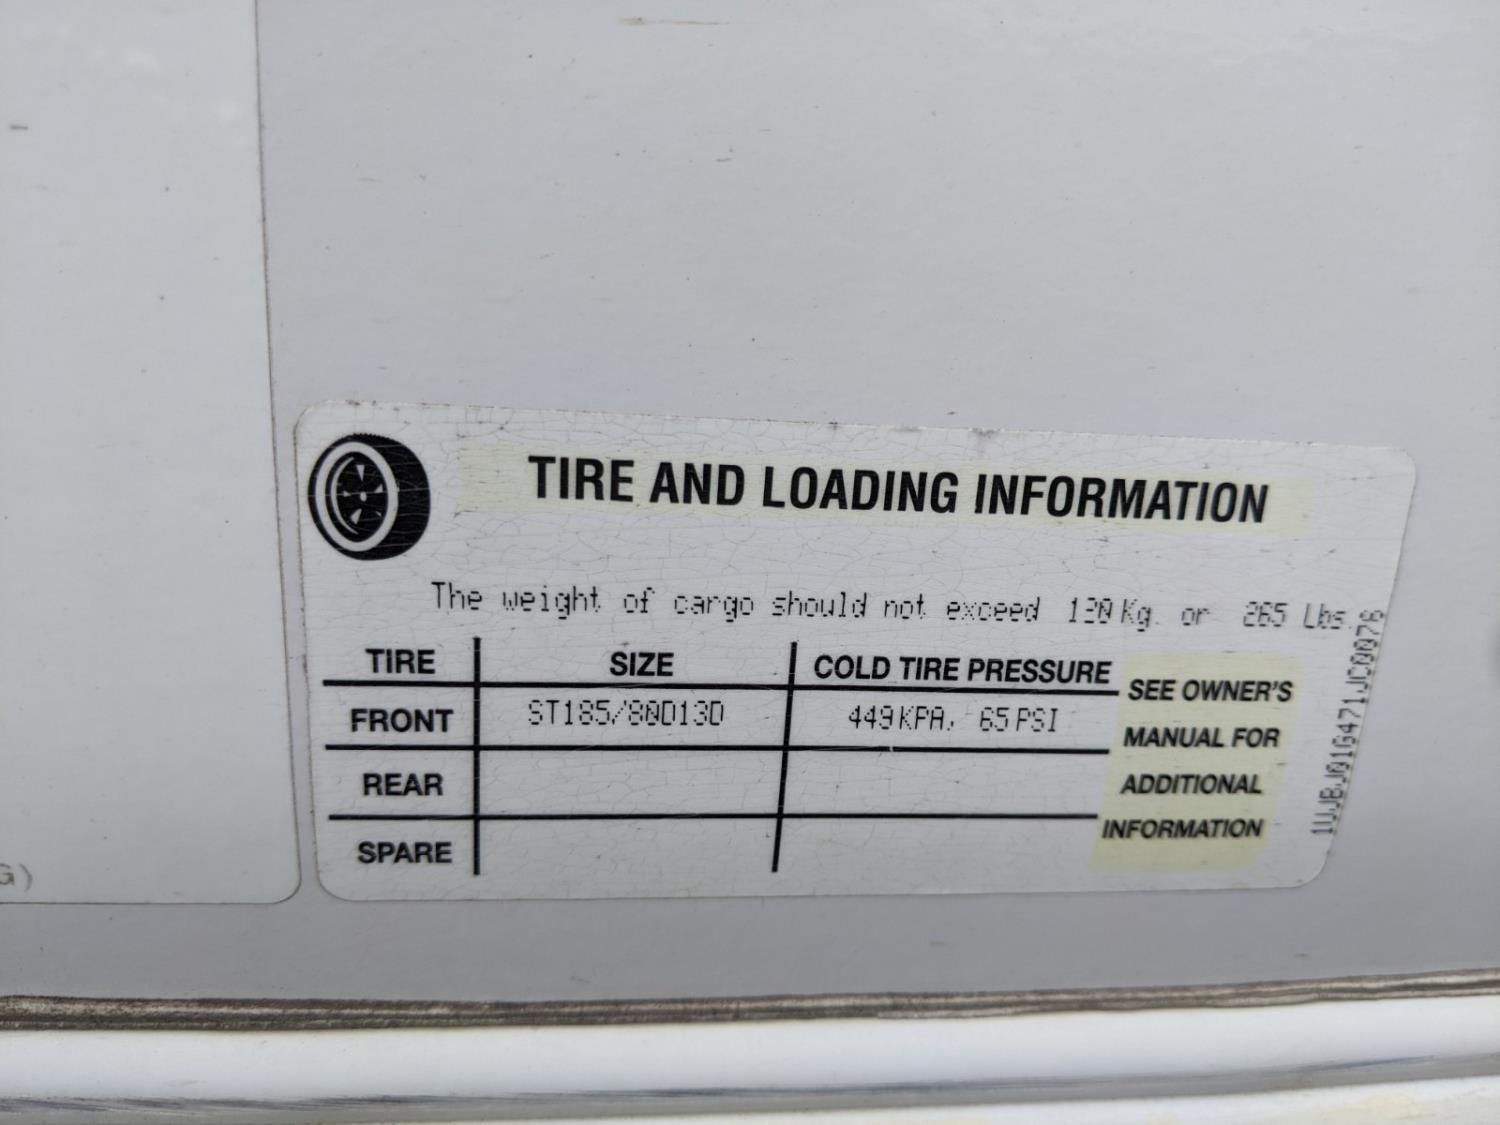 TIRE AND LOADING INFORMATION
The weight of cargo should not exceed 120 Kg. or 265 Lbs.
TIRE SIZE COLD TIRE PRESSURE
FRONT ST185/80D13D 449 KPA. 65 PSI
REAR
SPARE
SEE OWNER'S
MANUAL FOR
ADDITIONAL
INFORMATION
G)